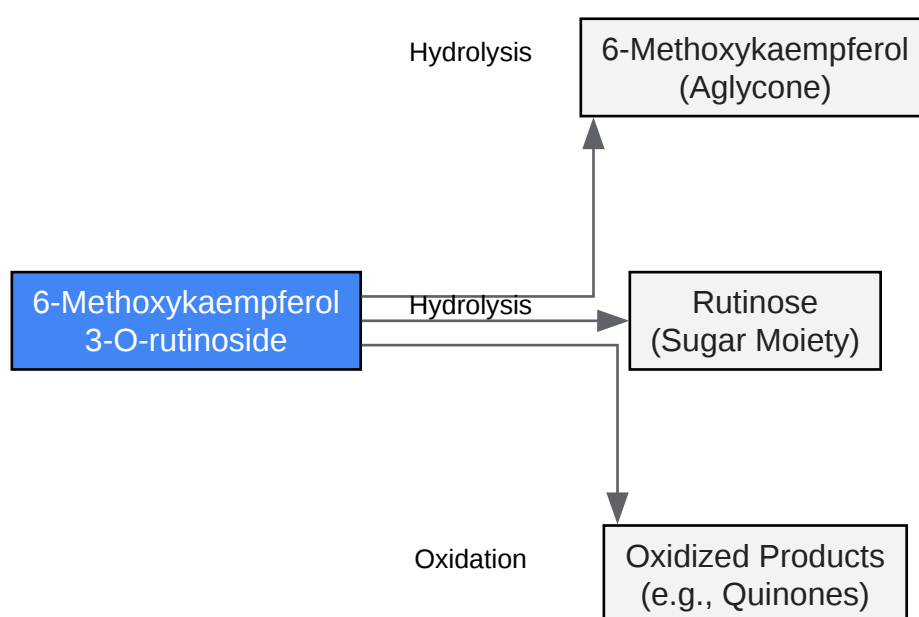 Hydrolysis
6-Methoxykaempferol
(Aglycone)
6-Methoxykaempferol
3-O-rutinoside
Hydrolysis
Rutinose
(Sugar Moiety)
Oxidation
Oxidized Products
(e.g., Quinones)